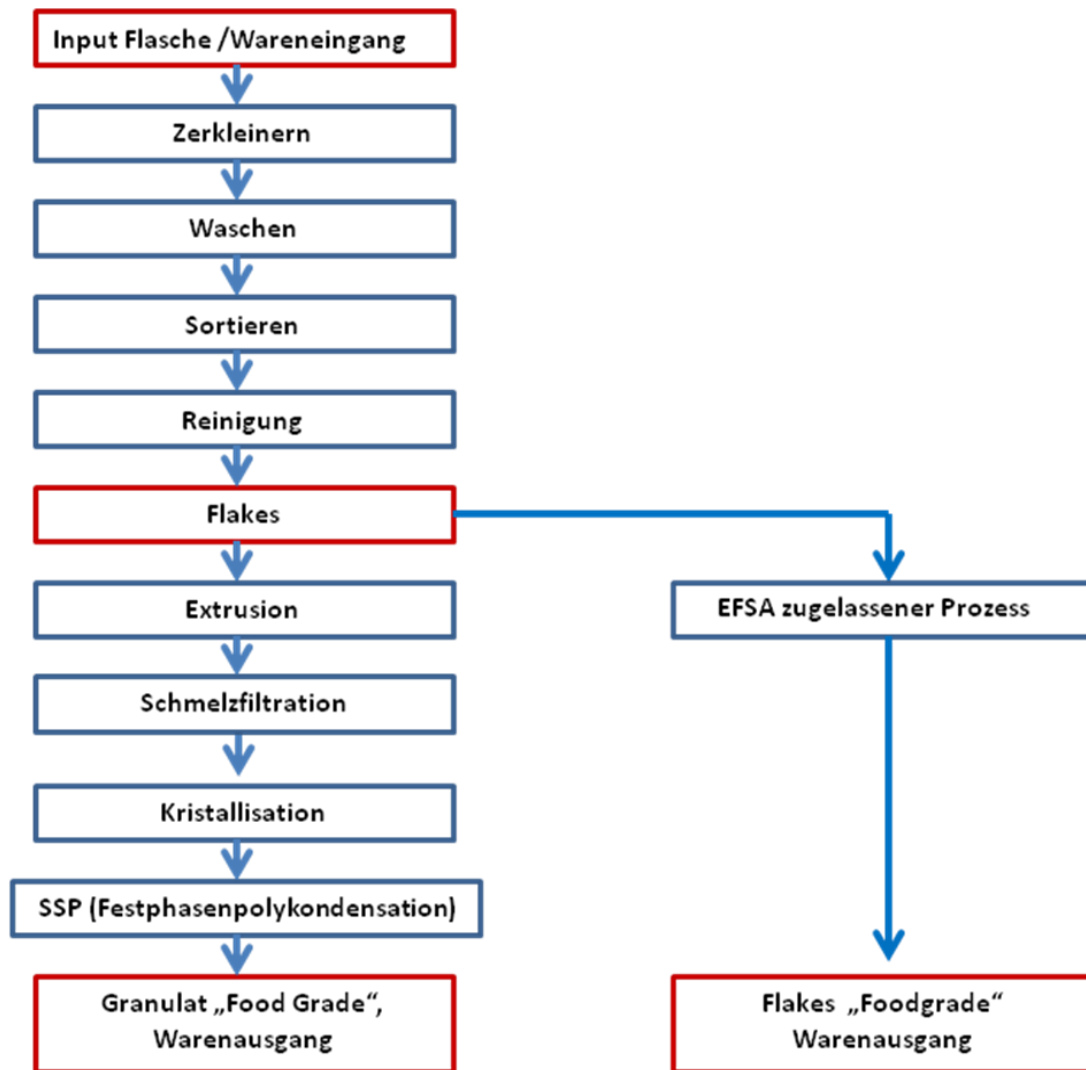 Input Flasche /Wareneingang
Zerkleinern
Waschen
Sortieren
Reinigung
Flakes
Extrusion
EFSA zugelassener Prozess
Schmelzfiltration
Kristallisation
SSP (Festphasenpolykondensation)
Granulat „Food Grade“,
Warenausgang
Flakes „Foodgrade“
Warenausgang